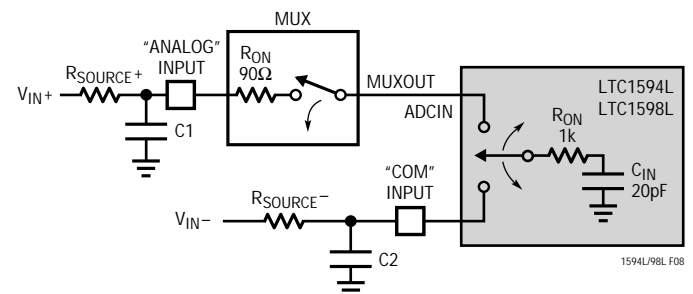 MUX
"ANALOG"
INPUT
RON
90Ω
RSOURCE+
VIN+
C1
MUXOUT
ADCIN
LTC1594L
LTC1598L
RON
1k
CIN
20pF
"COM"
INPUT
RSOURCE−
VIN−
C2
1594L/98L F08